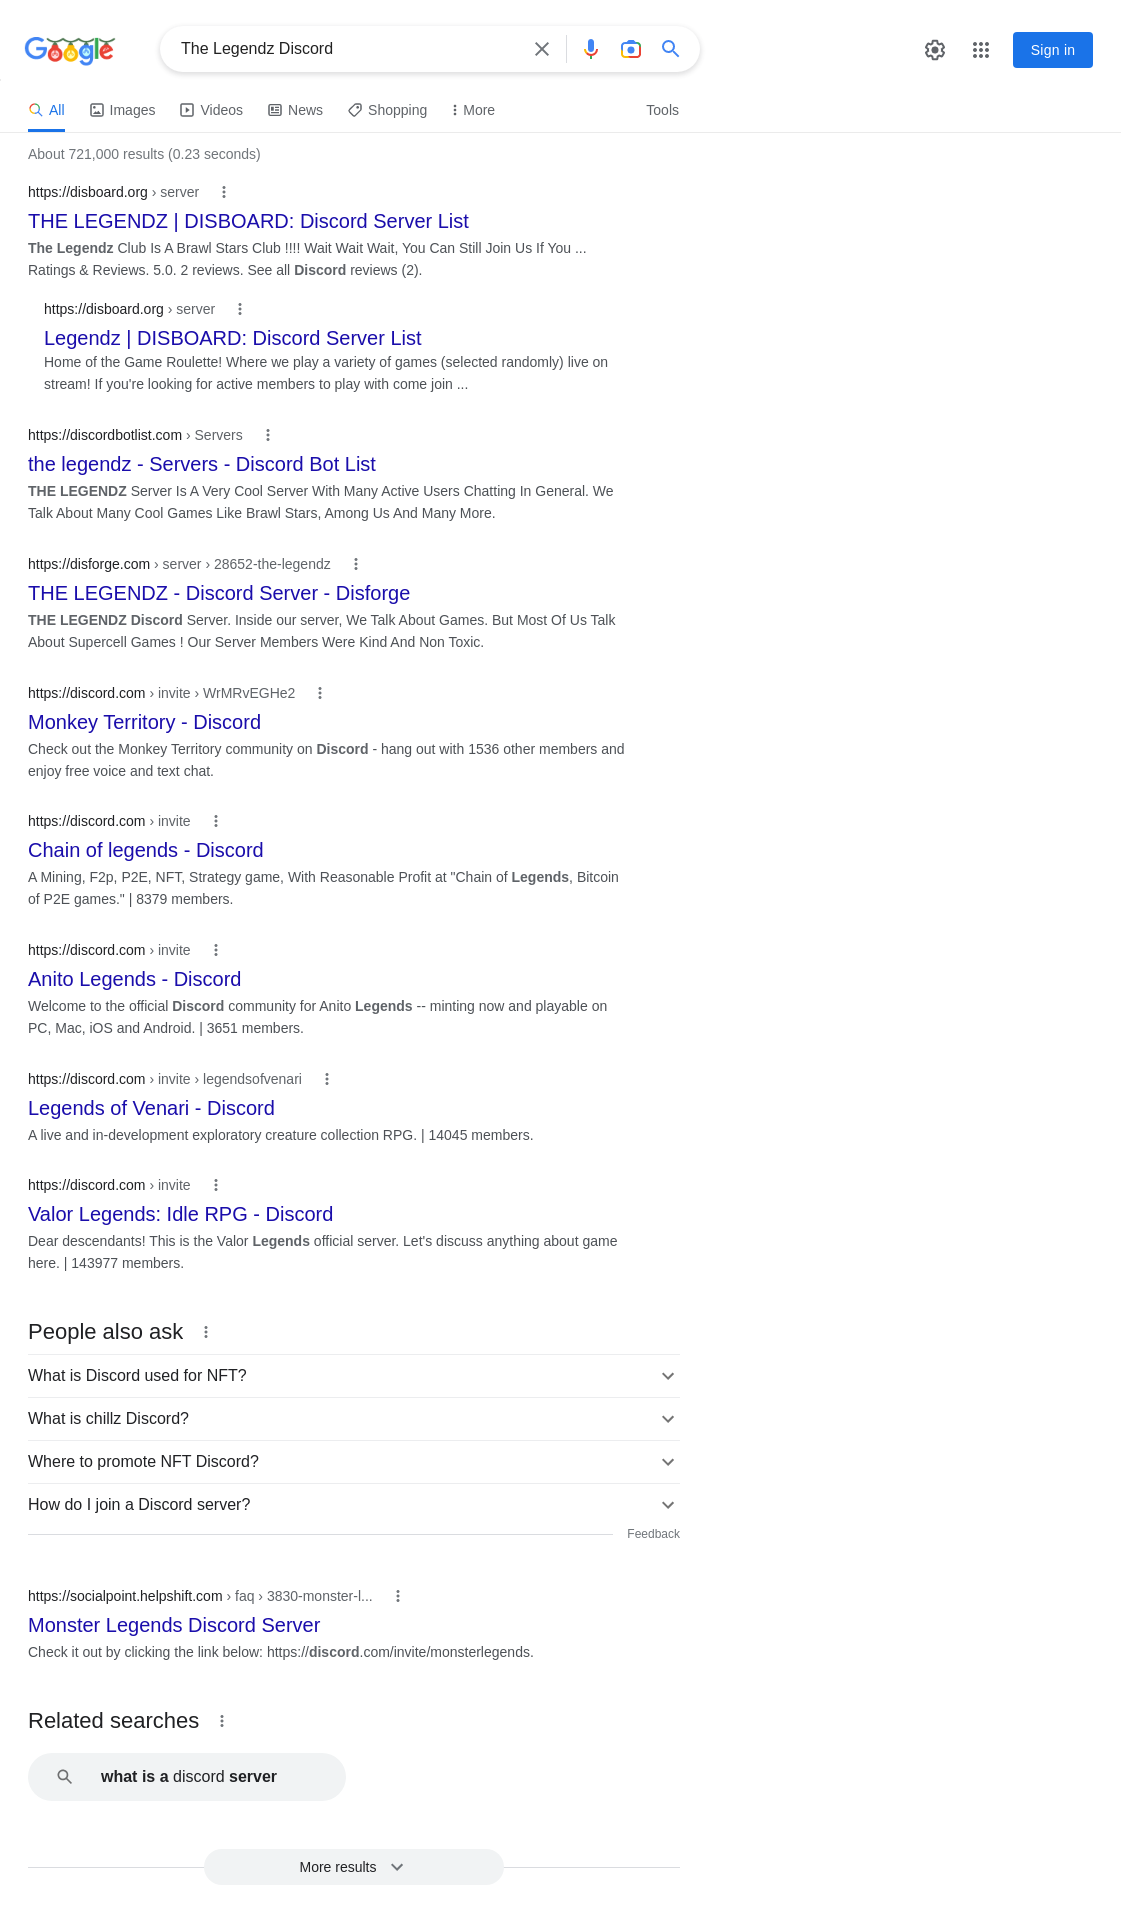 Google
The Legendz Discord
Sign in
All
Images
Videos
News
Shopping
More
Tools
About 721,000 results (0.23 seconds)
https://disboard.org › server
THE LEGENDZ | DISBOARD: Discord Server List
The Legendz Club Is A Brawl Stars Club !!!! Wait Wait Wait, You Can Still Join Us If You ...
Ratings & Reviews. 5.0. 2 reviews. See all Discord reviews (2).
https://disboard.org › server
Legendz | DISBOARD: Discord Server List
Home of the Game Roulette! Where we play a variety of games (selected randomly) live on
stream! If you're looking for active members to play with come join ...
https://discordbotlist.com › Servers
the legendz - Servers - Discord Bot List
THE LEGENDZ Server Is A Very Cool Server With Many Active Users Chatting In General. We
Talk About Many Cool Games Like Brawl Stars, Among Us And Many More.
https://disforge.com › server › 28652-the-legendz
THE LEGENDZ - Discord Server - Disforge
THE LEGENDZ Discord Server. Inside our server, We Talk About Games. But Most Of Us Talk
About Supercell Games ! Our Server Members Were Kind And Non Toxic.
https://discord.com › invite › WrMRvEGHe2
Monkey Territory - Discord
Check out the Monkey Territory community on Discord - hang out with 1536 other members and
enjoy free voice and text chat.
https://discord.com › invite
Chain of legends - Discord
A Mining, F2p, P2E, NFT, Strategy game, With Reasonable Profit at "Chain of Legends, Bitcoin
of P2E games." | 8379 members.
https://discord.com › invite
Anito Legends - Discord
Welcome to the official Discord community for Anito Legends -- minting now and playable on
PC, Mac, iOS and Android. | 3651 members.
https://discord.com › invite › legendsofvenari
Legends of Venari - Discord
A live and in-development exploratory creature collection RPG. | 14045 members.
https://discord.com › invite
Valor Legends: Idle RPG - Discord
Dear descendants! This is the Valor Legends official server. Let's discuss anything about game
here. | 143977 members.
People also ask
What is Discord used for NFT?
What is chillz Discord?
Where to promote NFT Discord?
How do I join a Discord server?
Feedback
https://socialpoint.helpshift.com › faq › 3830-monster-l...
Monster Legends Discord Server
Check it out by clicking the link below: https://discord.com/invite/monsterlegends.
Related searches
what is a discord server
More results